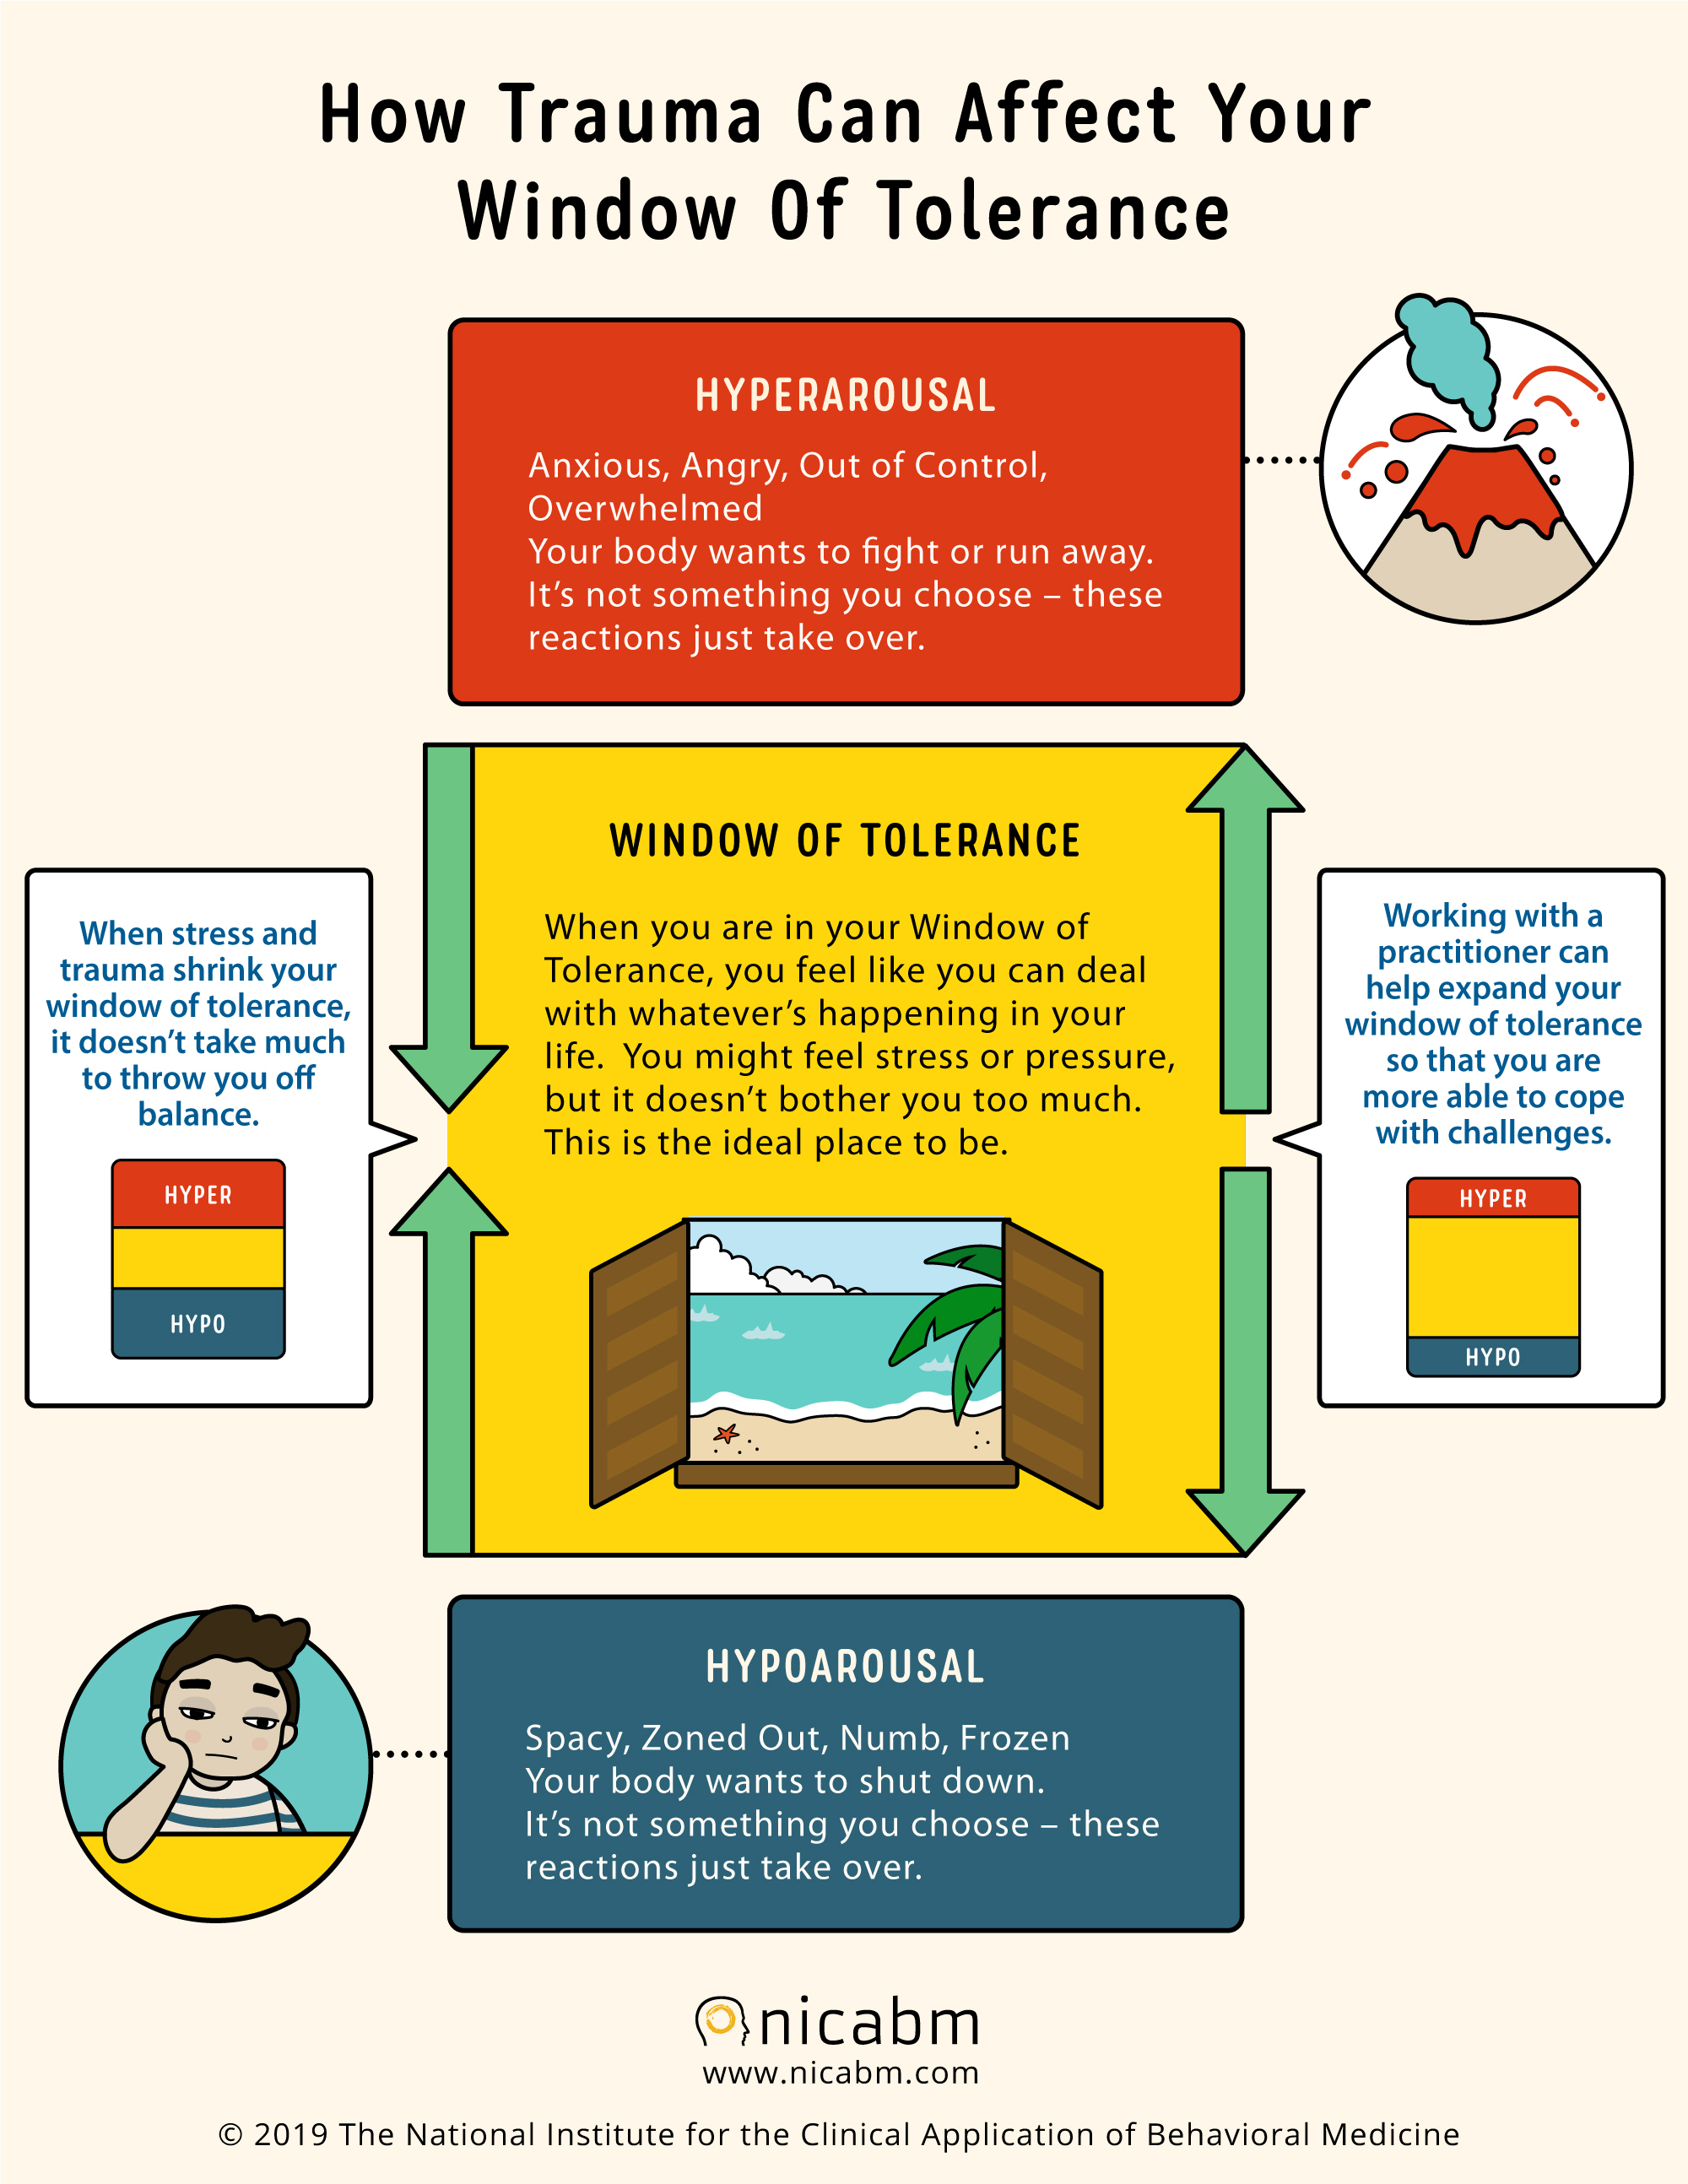 How Trauma Can Affect Your
Window Of Tolerance
HYPERAROUSAL
Anxious, Angry, Out of Control,
Overwhelmed
Your body wants to fight or run away.
It’s not something you choose – these
reactions just take over.
WINDOW OF TOLERANCE
When you are in your Window of
Tolerance, you feel like you can deal
with whatever’s happening in your
life.  You might feel stress or pressure,
but it doesn’t bother you too much.
This is the ideal place to be.
When stress and
trauma shrink your
window of tolerance,
it doesn’t take much
to throw you off
balance.
HYPER
HYPO
Working with a
practitioner can
help expand your
window of tolerance
so that you are
more able to cope
with challenges.
HYPER
HYPO
HYPOAROUSAL
Spacy, Zoned Out, Numb, Frozen
Your body wants to shut down.
It’s not something you choose – these
reactions just take over.
nicabm
www.nicabm.com
© 2019 The National Institute for the Clinical Application of Behavioral Medicine